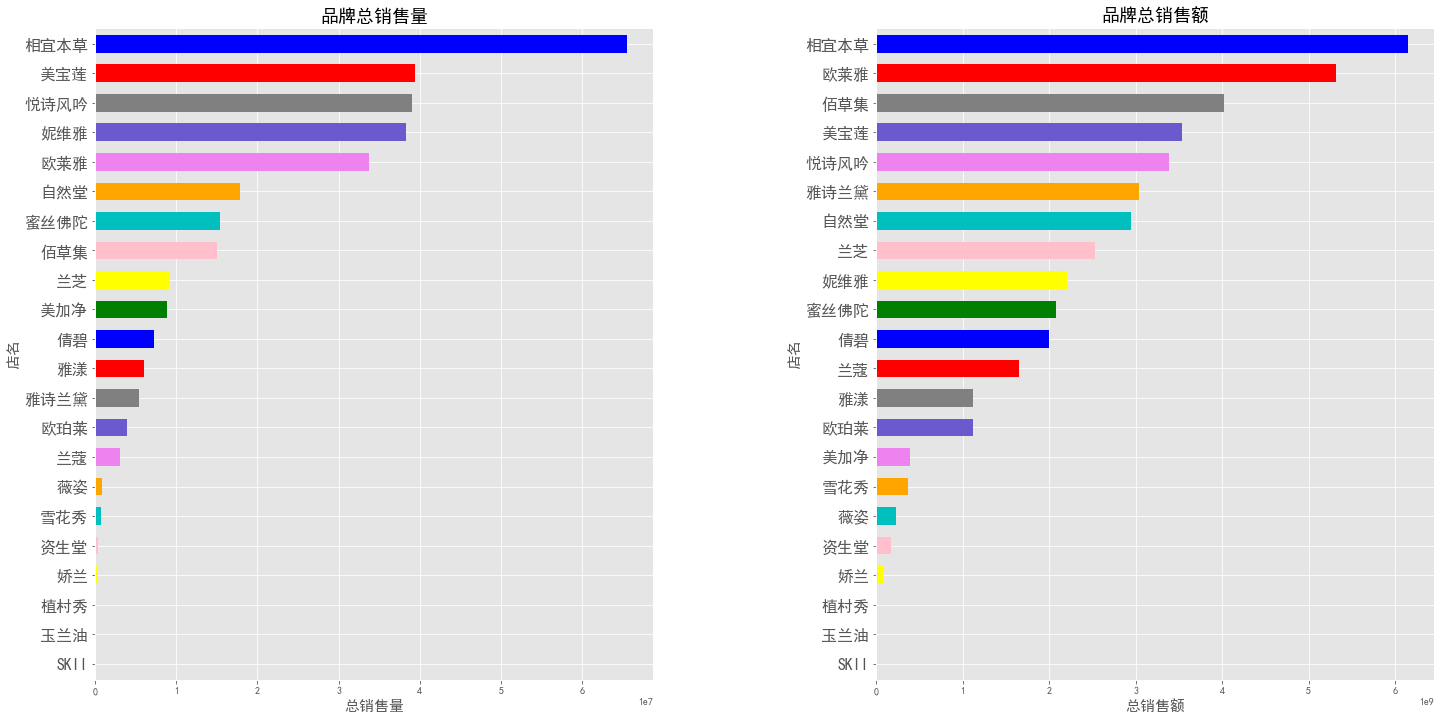 品牌总销售量
相宜本草
美宝莲
悦诗风吟
妮维雅
欧莱雅
自然堂
蜜丝佛陀
佰草集
兰芝
美加净
倩碧
雅漾
雅诗兰黛
欧珀莱
兰蔻
薇姿
雪花秀
资生堂
娇兰
植村秀
玉兰油
SKII
店名
0 1 2 3 4 5 6
1e7
总销售量
品牌总销售额
相宜本草
欧莱雅
佰草集
美宝莲
悦诗风吟
雅诗兰黛
自然堂
兰芝
妮维雅
蜜丝佛陀
倩碧
兰蔻
雅漾
欧珀莱
美加净
雪花秀
薇姿
资生堂
娇兰
植村秀
玉兰油
SKII
店名
0 1 2 3 4 5 6
1e9
总销售额